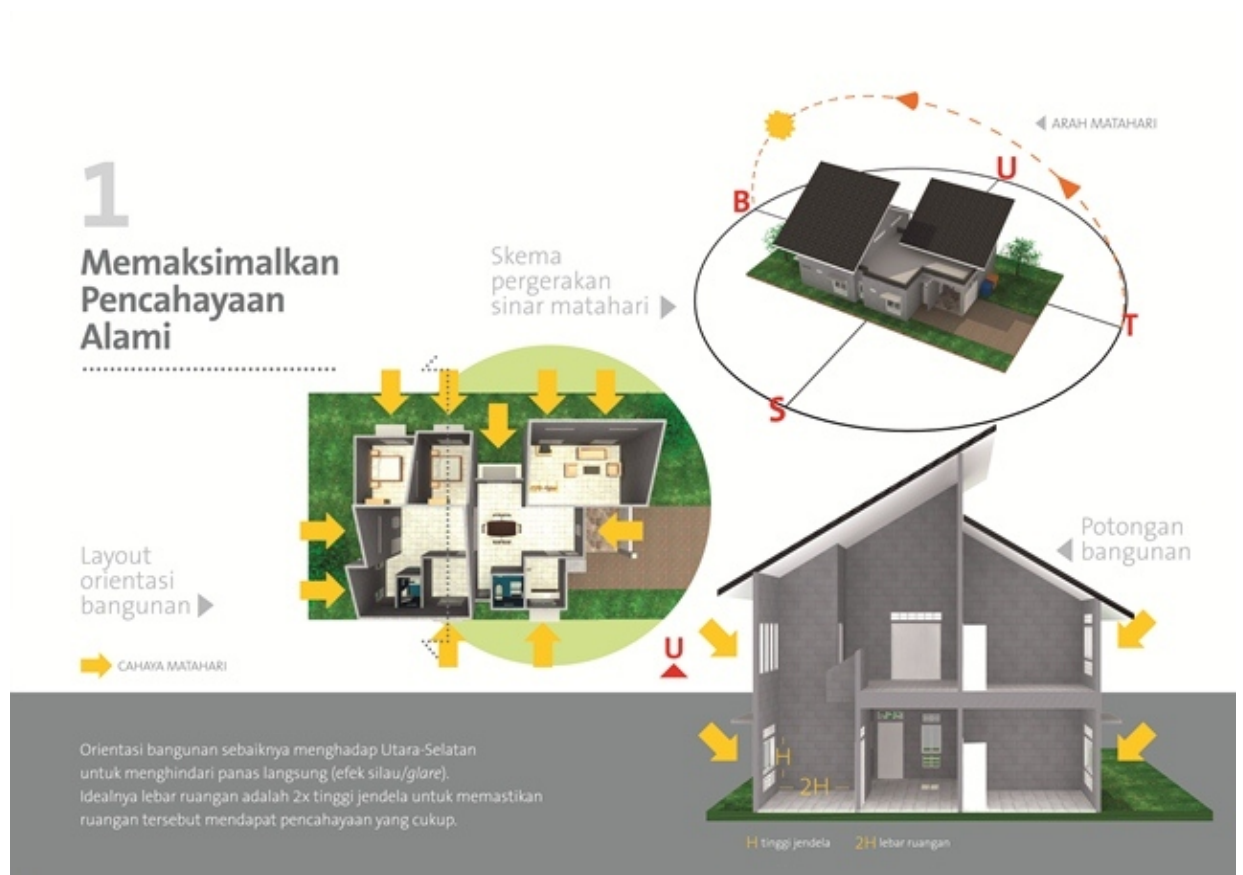 1
Memaksimalkan
Pencahayaan
Alami
Skema
pergerakan
sinar matahari
ARAH MATAHARI
U
B
T
S
Layout
orientasi
bangunan
CAHAYA MATAHARI
U
Potongan
bangunan
H
2H
H tinggi jendela
2H lebar ruangan
Orientasi bangunan sebaiknya menghadap Utara-Selatan
untuk menghindari panas langsung (efek silau/glare).
Idealnya lebar ruangan adalah 2x tinggi jendela untuk memastikan
ruangan tersebut mendapat pencahayaan yang cukup.